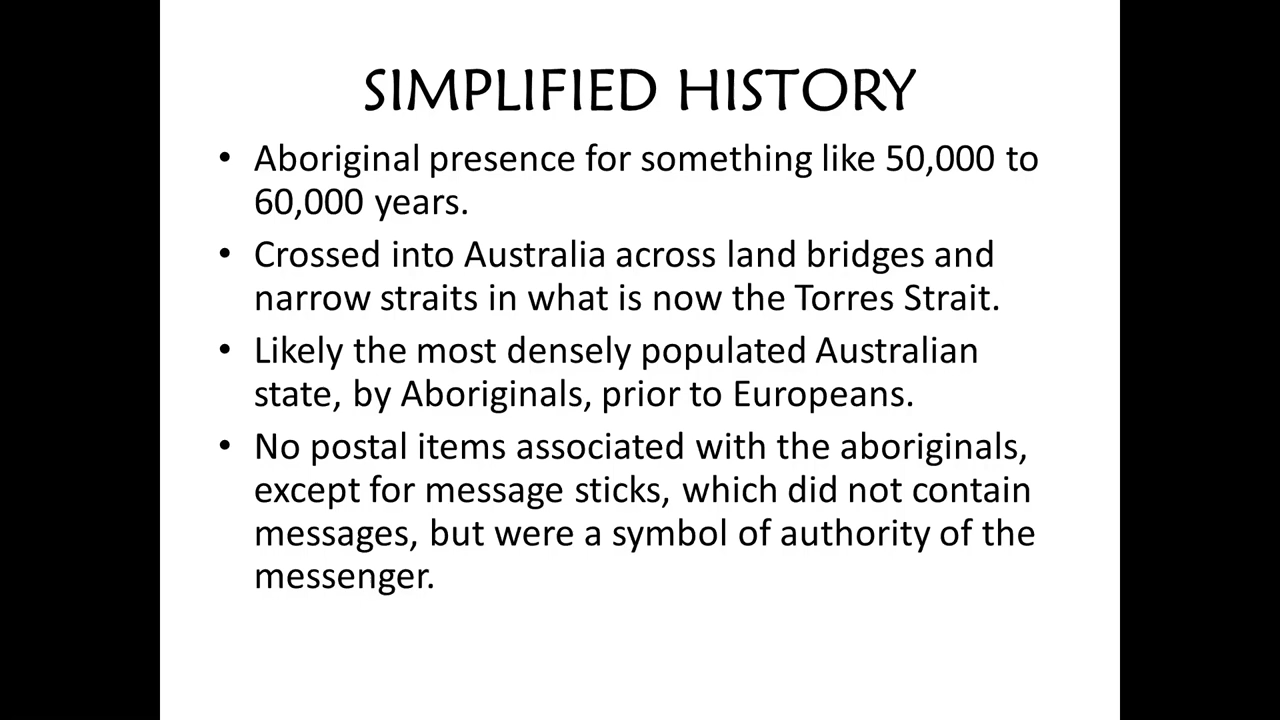 SIMPLIFIED HISTORY
• Aboriginal presence for something like 50,000 to
60,000 years.
• Crossed into Australia across land bridges and
narrow straits in what is now the Torres Strait.
• Likely the most densely populated Australian
state, by Aboriginals, prior to Europeans.
• No postal items associated with the aboriginals,
except for message sticks, which did not contain
messages, but were a symbol of authority of the
messenger.